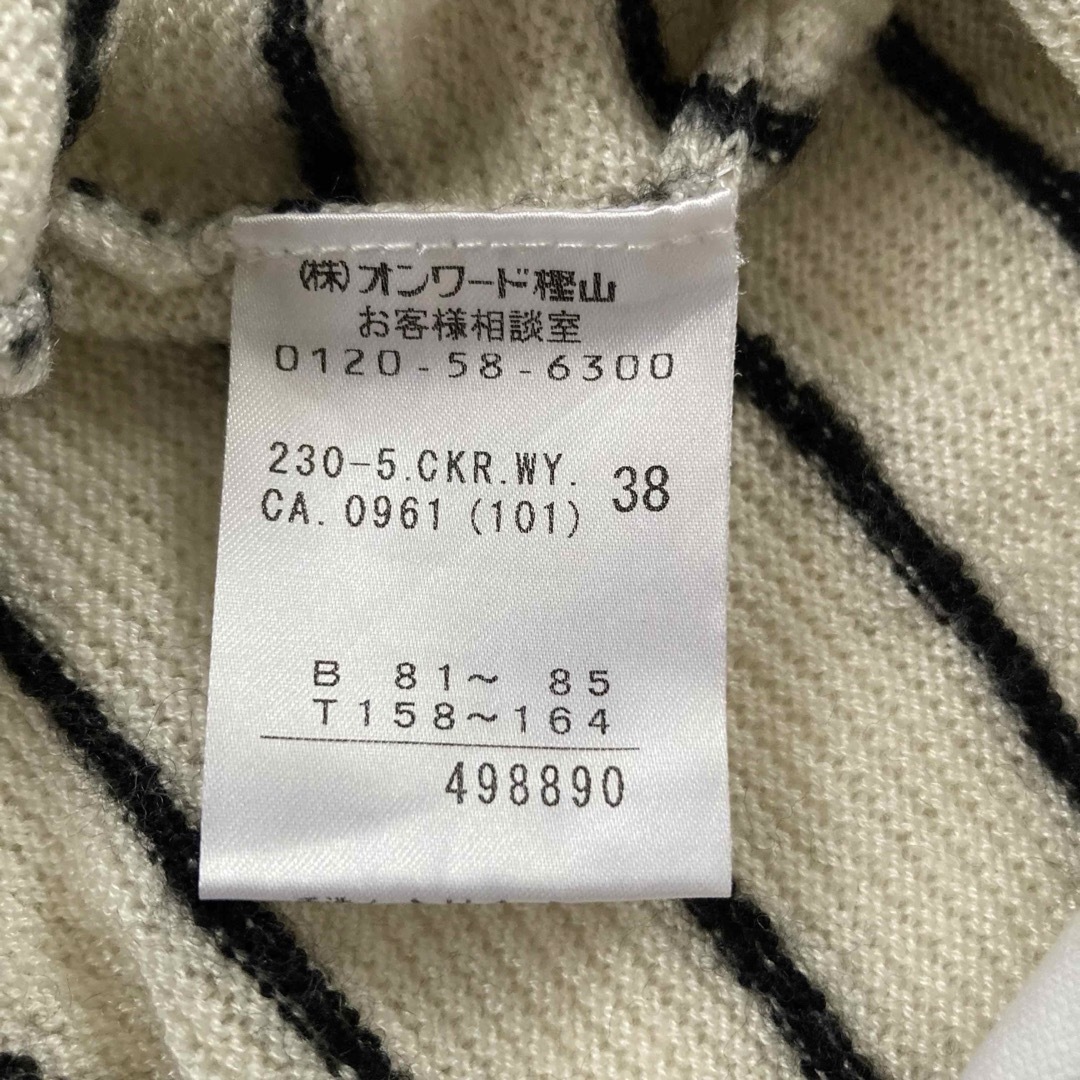 (株)オンワード樫山
お客様相談室
0120-58-6300
230-5.CKR.WY. 38
CA.0961(101)
B 81～ 85
T158～164
498890